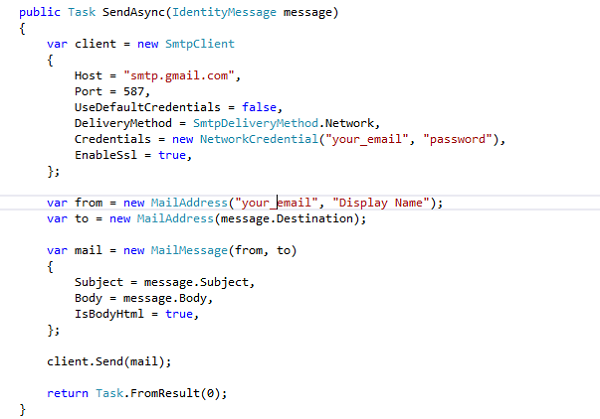 public Task SendAsync(IdentityMessage message)
{
var client = new SmtpClient
{
Host = "smtp.gmail.com",
Port = 587,
UseDefaultCredentials = false,
DeliveryMethod = SmtpDeliveryMethod.Network,
Credentials = new NetworkCredential("your_email", "password"),
EnableSsl = true,
};
var from = new MailAddress("your_email", "Display Name");
var to = new MailAddress(message.Destination);
var mail = new MailMessage(from, to)
{
Subject = message.Subject,
Body = message.Body,
IsBodyHtml = true,
};
client.Send(mail);
return Task.FromResult(0);
}